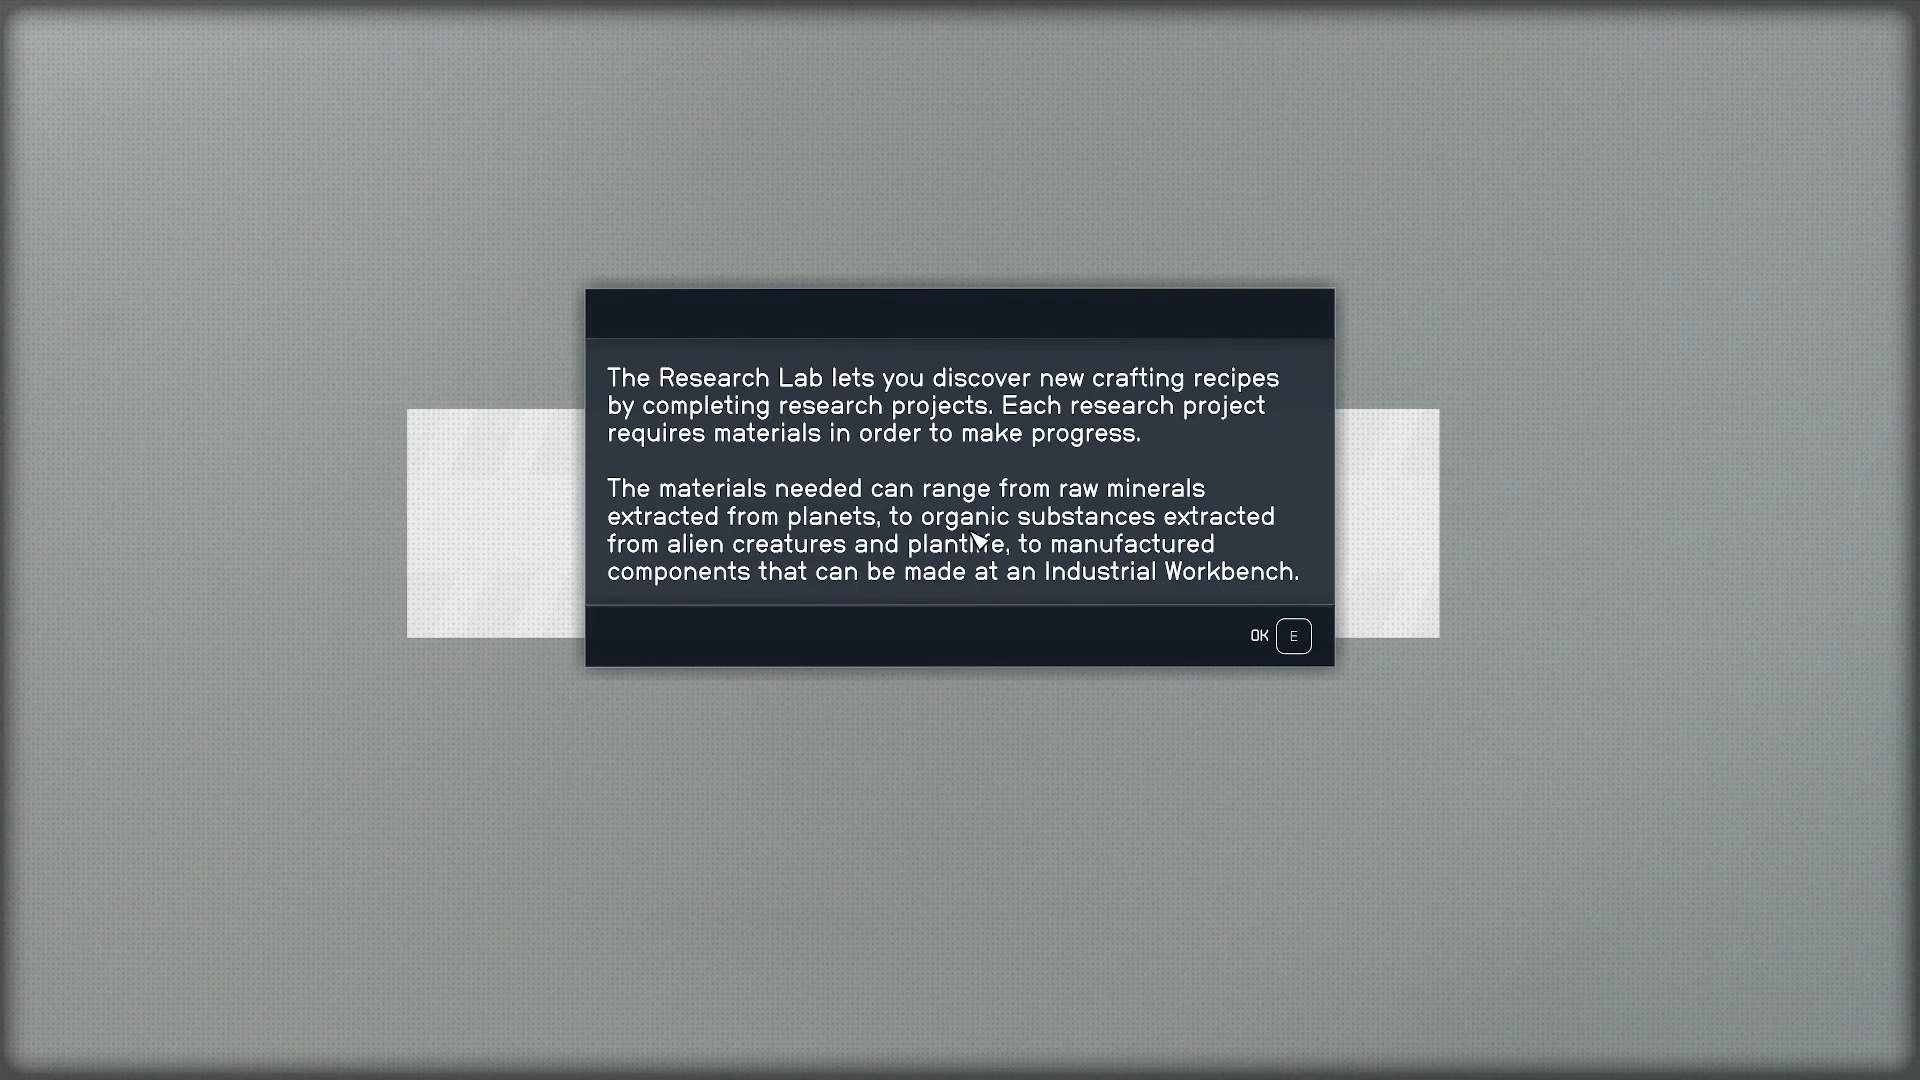 The Research Lab lets you discover new crafting recipes
by completing research projects. Each research project
requires materials in order to make progress.
The materials needed can range from raw minerals
extracted from planets, to organic substances extracted
from alien creatures and plantlife, to manufactured
components that can be made at an Industrial Workbench.
OK E